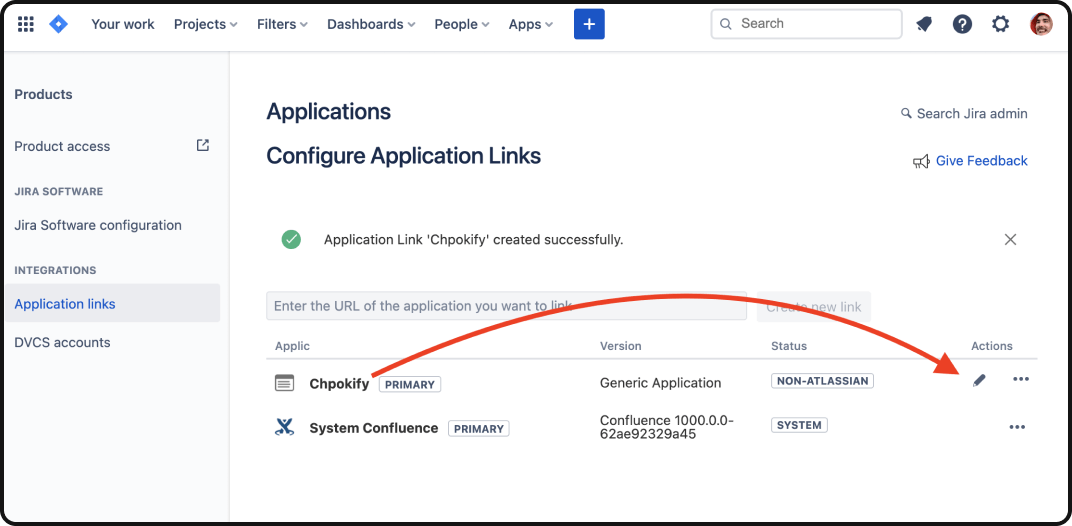 Your work Projects Filters Dashboards People Apps + Search ?
Products
Product access
JIRA SOFTWARE
Jira Software configuration
INTEGRATIONS
Application links
DVCS accounts
Applications
Search Jira admin
Configure Application Links
Give Feedback
Application Link 'Chpokify' created successfully.
Enter the URL of the application you want to link
Create new link
Applic Version Status Actions
Chpokify PRIMARY Generic Application NON-ATLASSIAN
System Confluence PRIMARY Confluence 1000.0.0-
62ae92329a45 SYSTEM